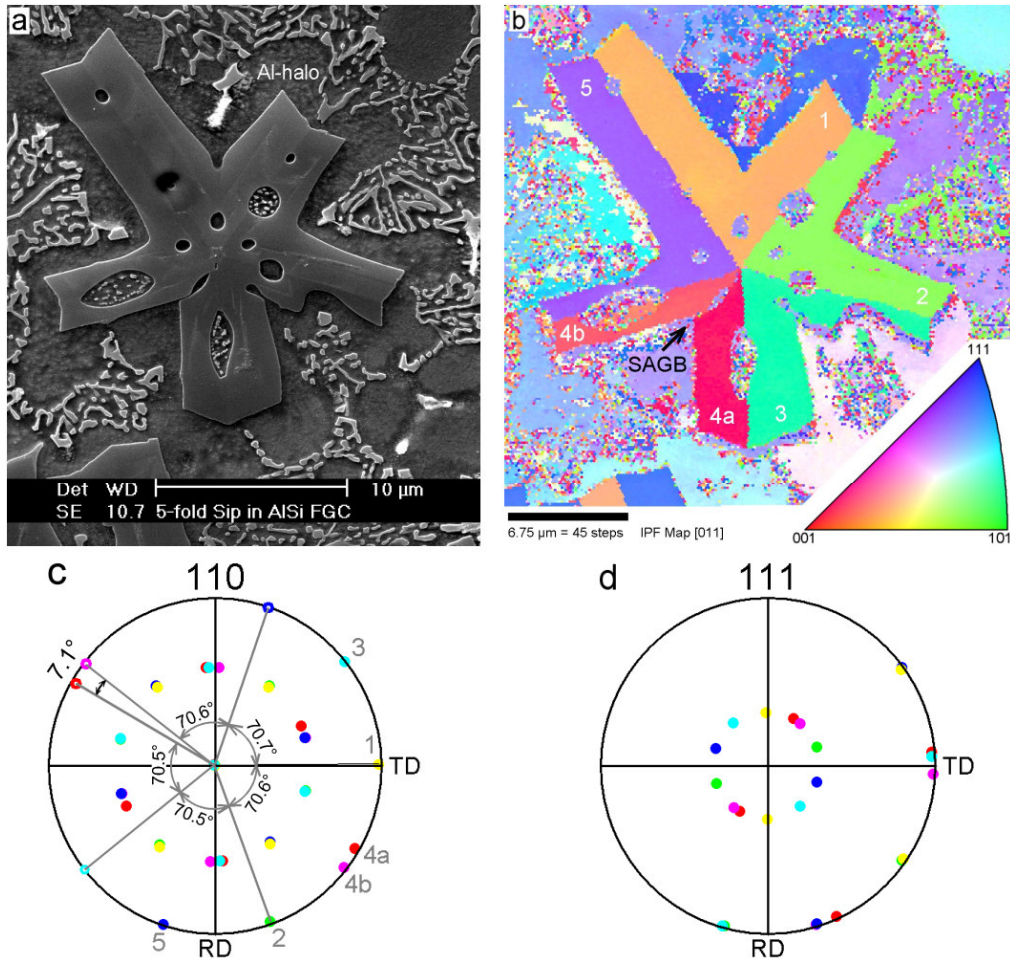 a
Al-halo
Det WD
SE 10.7 5-fold Sip in AlSi FGC
10 µm
b
5
1
2
4b
SAGB
4a
3
111
001
101
6.75 µm = 45 steps IPF Map [011]
c
110
7.1°
3
70.6°
70.7°
70.5°
1
TD
70.6°
70.5°
4a
4b
5
2
RD
d
111
TD
RD